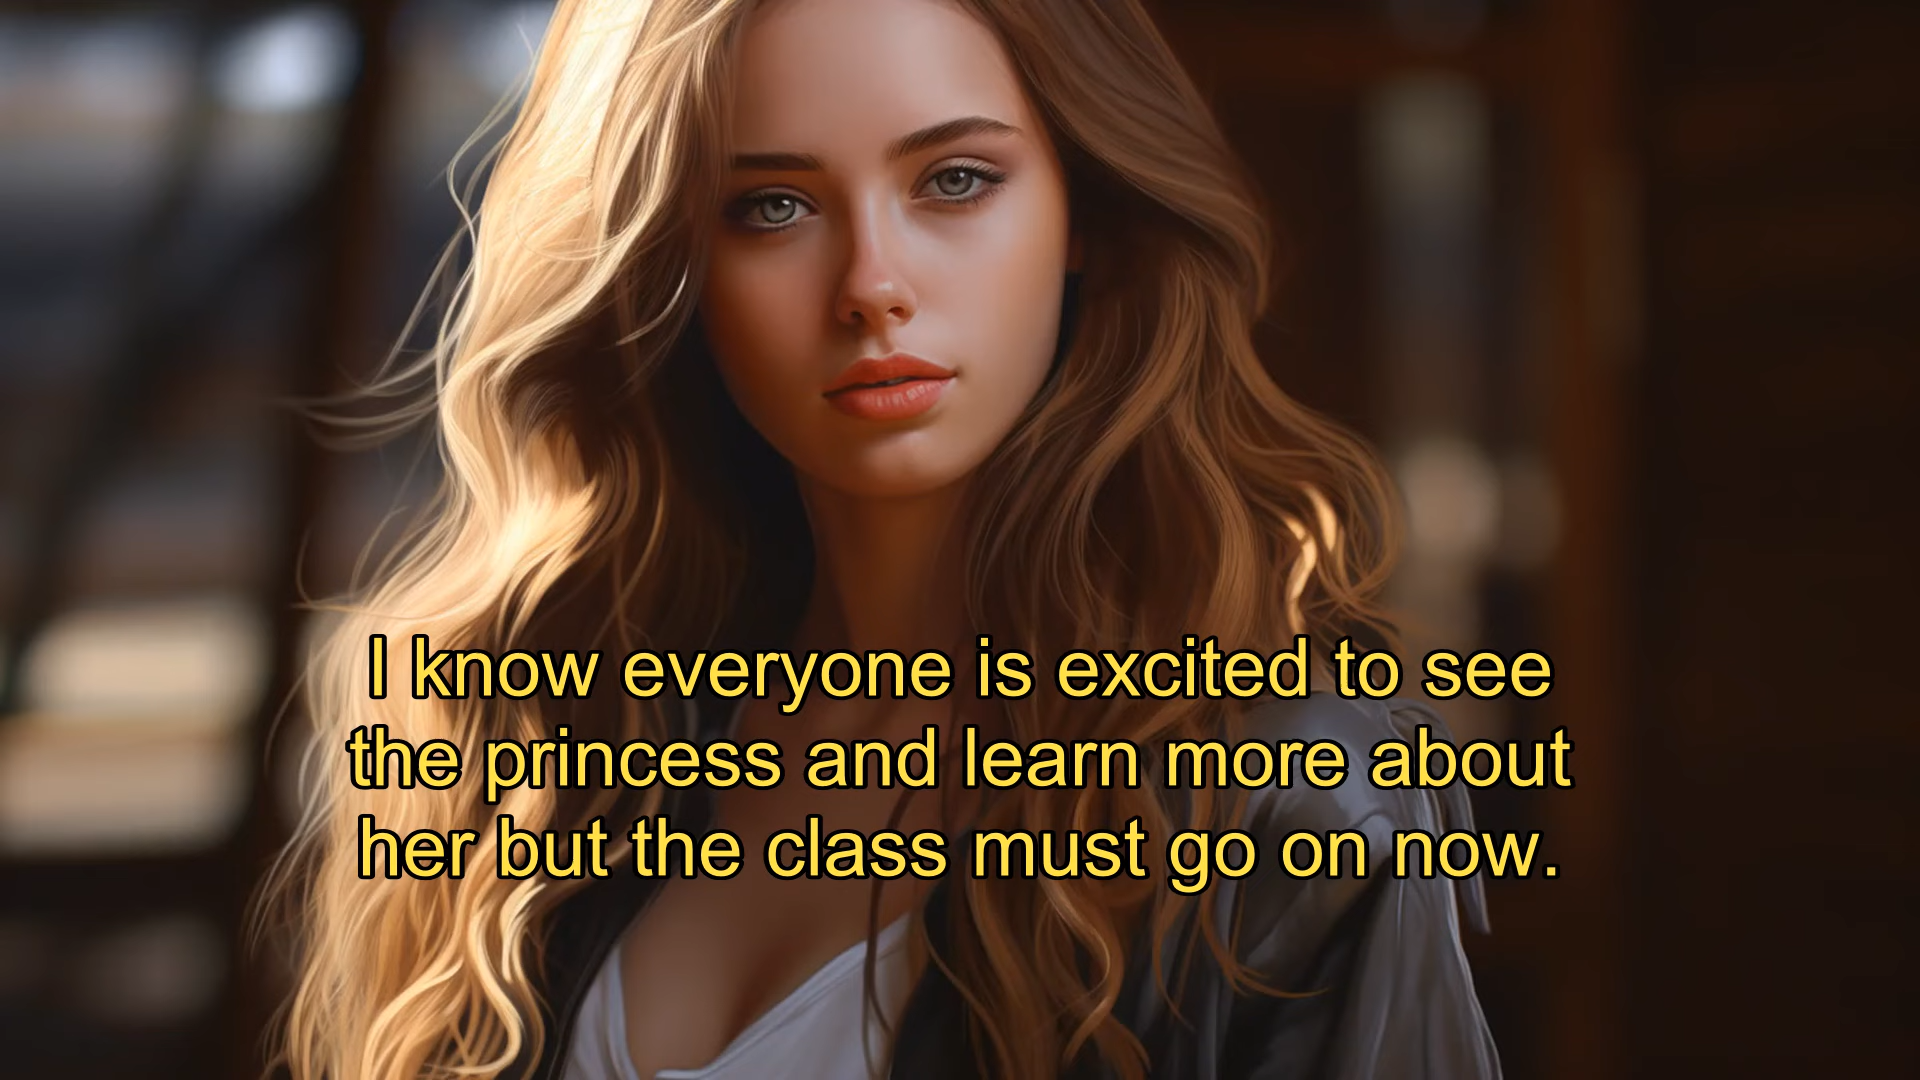 I know everyone is excited to see
the princess and learn more about
her but the class must go on now.